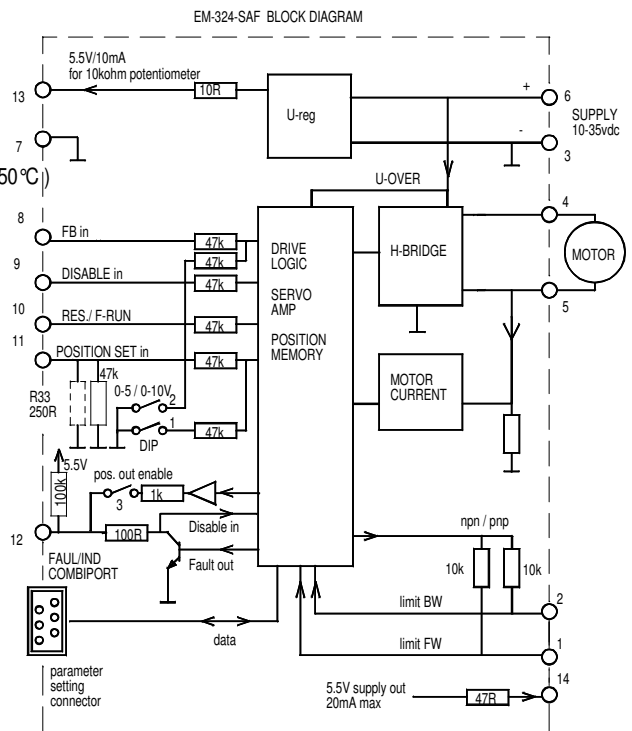 EM-324-SAF BLOCK DIAGRAM
5.5V/10mA
for 10kohm potentiometer
13
10R
U-reg
+
6
SUPPLY
10-35vdc
7
-
3
50°C )
U-OVER
4
8
FB in
47k
47k
DRIVE
LOGIC
H-BRIDGE
MOTOR
9
DISABLE in
47k
SERVO
AMP
5
10
RES./ F-RUN
47k
POSITION
MEMORY
11
POSITION SET in
47k
47k
MOTOR
CURRENT
R33
250R
0-5 / 0-10V
2
1
47k
DIP
5.5V
100k
pos. out enable
3
1k
12
100R
Disable in
npn / pnp
FAUL/IND
COMBIPORT
Fault out
10k
10k
limit BW
2
data
limit FW
1
parameter
setting
connector
5.5V supply out
20mA max
47R
14